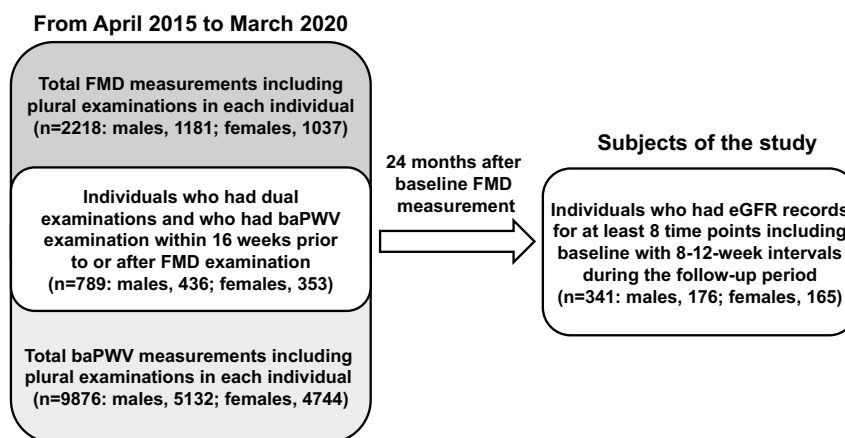 From April 2015 to March 2020
Total FMD measurements including
plural examinations in each individual
(n=2218: males, 1181; females, 1037)
Individuals who had dual
examinations and who had baPWV
examination within 16 weeks prior
to or after FMD examination
(n=789: males, 436; females, 353)
Total baPWV measurements including
plural examinations in each individual
(n=9876: males, 5132; females, 4744)
24 months after
baseline FMD
measurement
Subjects of the study
Individuals who had eGFR records
for at least 8 time points including
baseline with 8-12-week intervals
during the follow-up period
(n=341: males, 176; females, 165)